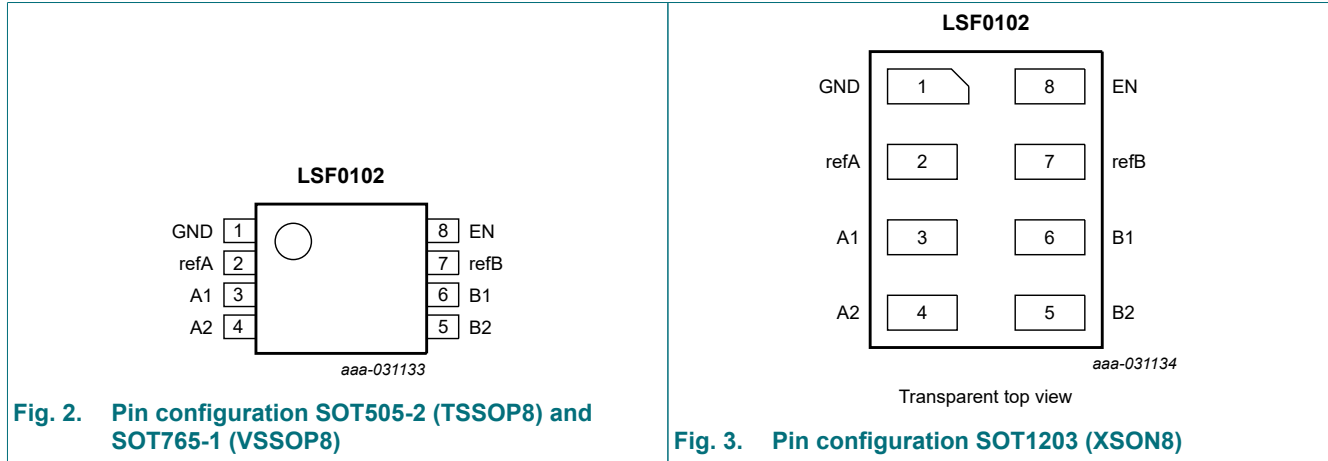 LSF0102
GND 1 8 EN
refA 2 7 refB
A1 3 6 B1
A2 4 5 B2
aaa-031133
Fig. 2. Pin configuration SOT505-2 (TSSOP8) and
SOT765-1 (VSSOP8)
LSF0102
GND 1 8 EN
refA 2 7 refB
A1 3 6 B1
A2 4 5 B2
aaa-031134
Transparent top view
Fig. 3. Pin configuration SOT1203 (XSON8)